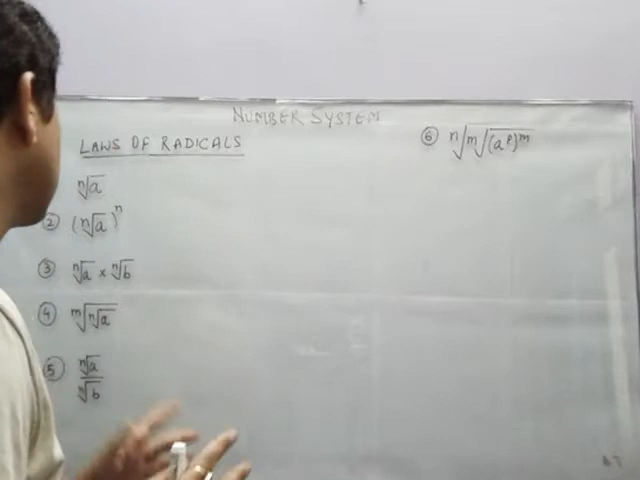 NUMBER SYSTEM
LAWS OF RADICALS
ⁿ√a
② (ⁿ√a)ⁿ
③ ⁿ√a × ⁿ√b
④ ᵐ√ⁿ√a
⑤ ⁿ√a / ⁿ√b
⑥ ⁿ√ᵐ√(aᵖ)ᵐ